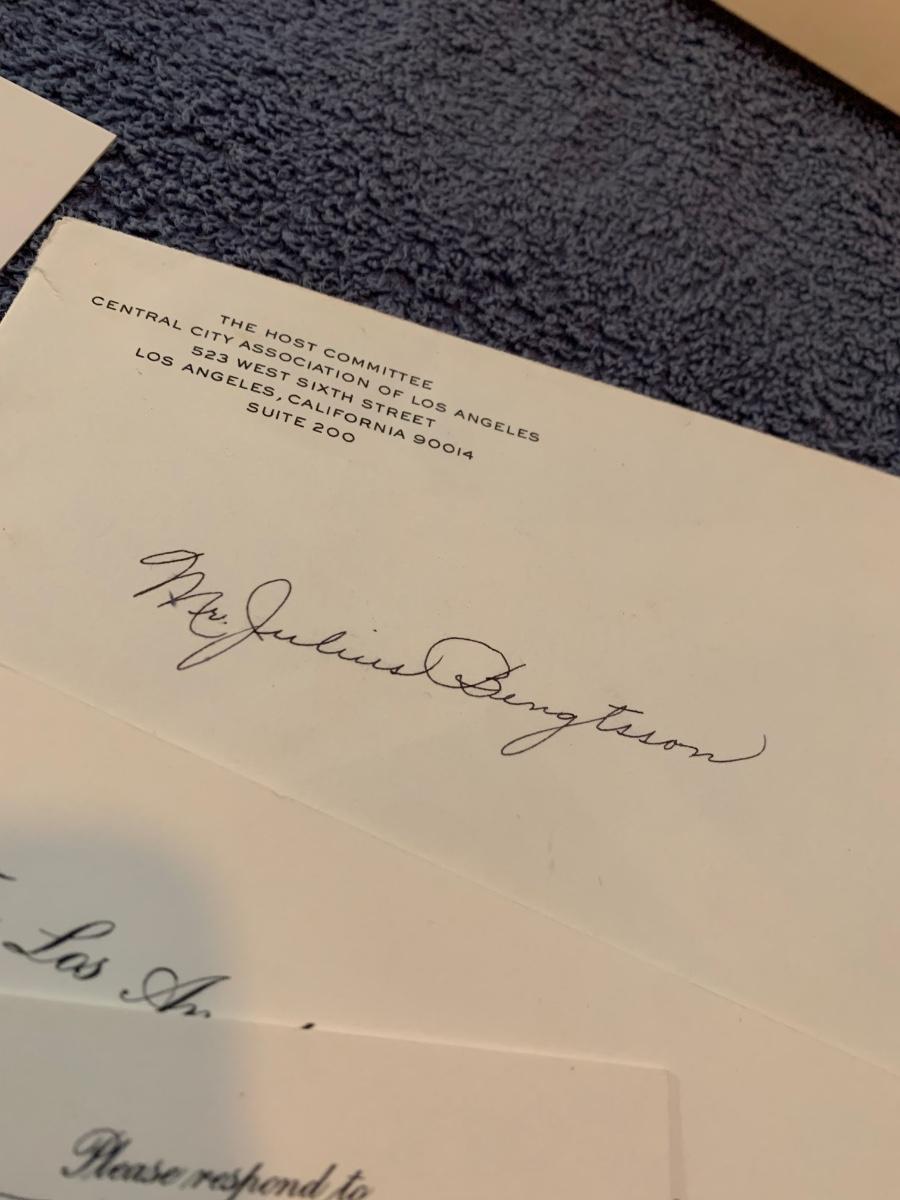 THE HOST COMMITTEE
CENTRAL CITY ASSOCIATION OF LOS ANGELES
523 WEST SIXTH STREET
LOS ANGELES, CALIFORNIA 90014
SUITE 200
Mr. Julius Bengtsson
Los An
Please respond to